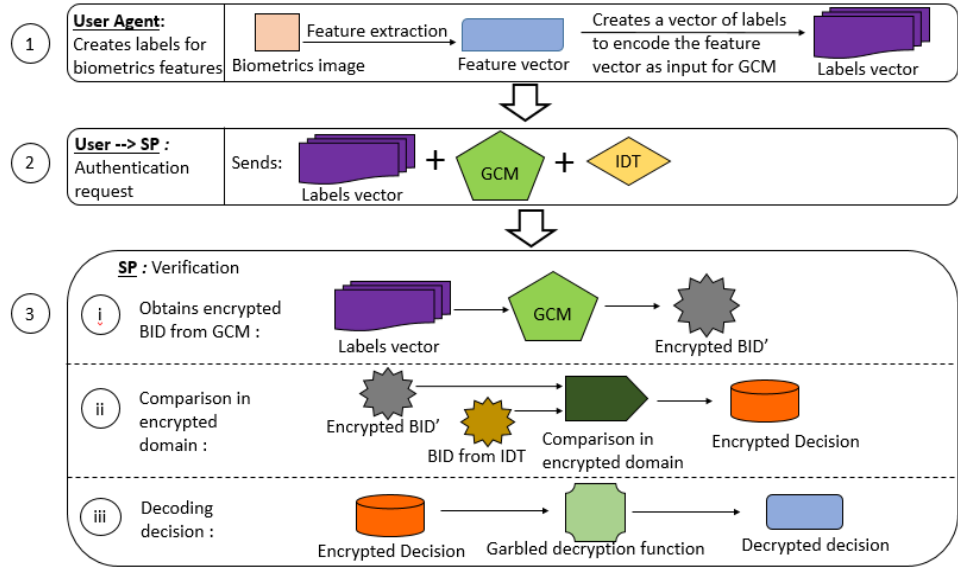 1
User Agent:
Creates labels for
biometrics features
Biometrics image
Feature extraction
Feature vector
Creates a vector of labels
to encode the feature
vector as input for GCM
Labels vector
2
User --> SP :
Authentication
request
Sends:
Labels vector
+
GCM
+
IDT
3
SP : Verification
i
Obtains encrypted
BID from GCM :
Labels vector
GCM
Encrypted BID’
ii
Comparison in
encrypted
domain :
Encrypted BID’
BID from IDT
Comparison in
encrypted domain
Encrypted Decision
iii
Decoding
decision :
Encrypted Decision
Garbled decryption function
Decrypted decision